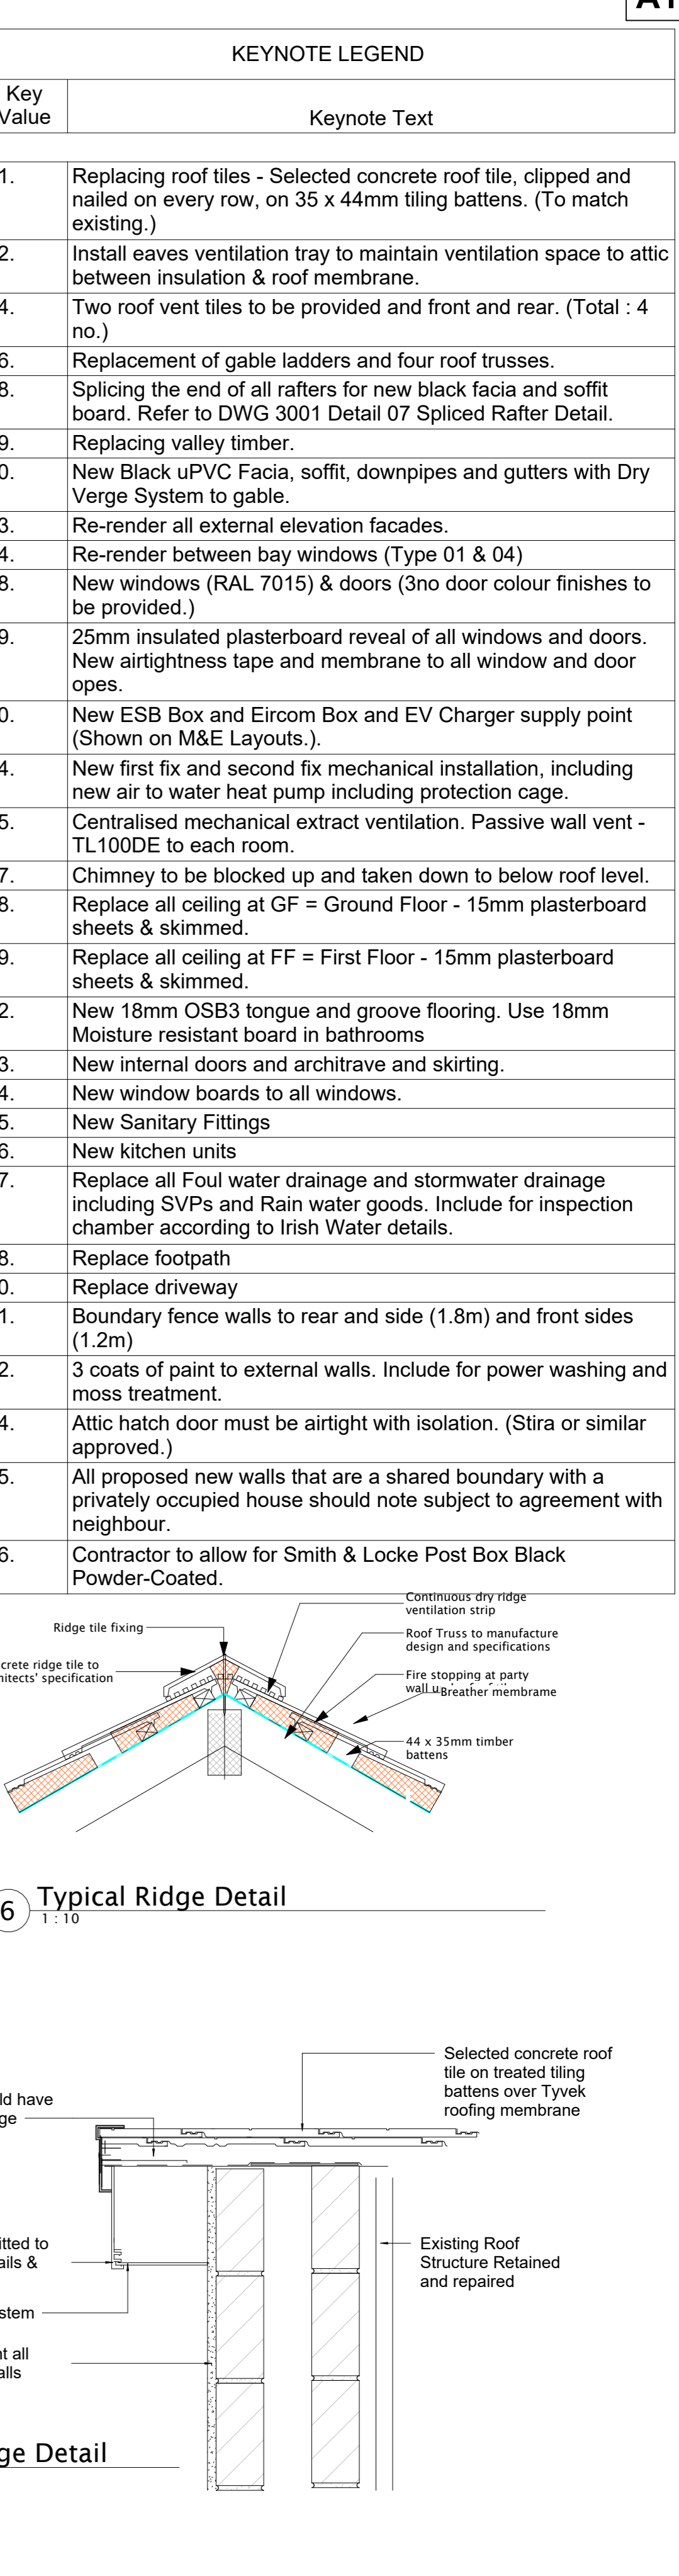 KEYNOTE LEGEND
Key
Value
Keynote Text
1.
Replacing roof tiles - Selected concrete roof tile, clipped and
nailed on every row, on 35 x 44mm tiling battens. (To match
existing.)
2.
Install eaves ventilation tray to maintain ventilation space to attic
between insulation & roof membrane.
4.
Two roof vent tiles to be provided and front and rear. (Total : 4
no.)
6.
Replacement of gable ladders and four roof trusses.
8.
Splicing the end of all rafters for new black facia and soffit
board. Refer to DWG 3001 Detail 07 Spliced Rafter Detail.
9.
Replacing valley timber.
0.
New Black uPVC Facia, soffit, downpipes and gutters with Dry
Verge System to gable.
3.
Re-render all external elevation facades.
4.
Re-render between bay windows (Type 01 & 04)
8.
New windows (RAL 7015) & doors (3no door colour finishes to
be provided.)
9.
25mm insulated plasterboard reveal of all windows and doors.
New airtightness tape and membrane to all window and door
opes.
0.
New ESB Box and Eircom Box and EV Charger supply point
(Shown on M&E Layouts.).
4.
New first fix and second fix mechanical installation, including
new air to water heat pump including protection cage.
5.
Centralised mechanical extract ventilation. Passive wall vent -
TL100DE to each room.
7.
Chimney to be blocked up and taken down to below roof level.
8.
Replace all ceiling at GF = Ground Floor - 15mm plasterboard
sheets & skimmed.
9.
Replace all ceiling at FF = First Floor - 15mm plasterboard
sheets & skimmed.
2.
New 18mm OSB3 tongue and groove flooring. Use 18mm
Moisture resistant board in bathrooms
3.
New internal doors and architrave and skirting.
4.
New window boards to all windows.
5.
New Sanitary Fittings
6.
New kitchen units
7.
Replace all Foul water drainage and stormwater drainage
including SVPs and Rain water goods. Include for inspection
chamber according to Irish Water details.
8.
Replace footpath
0.
Replace driveway
1.
Boundary fence walls to rear and side (1.8m) and front sides
(1.2m)
2.
3 coats of paint to external walls. Include for power washing and
moss treatment.
4.
Attic hatch door must be airtight with isolation. (Stira or similar
approved.)
5.
All proposed new walls that are a shared boundary with a
privately occupied house should note subject to agreement with
neighbour.
6.
Contractor to allow for Smith & Locke Post Box Black
Powder-Coated.
Continuous dry ridge
ventilation strip
Ridge tile fixing
Roof Truss to manufacture
design and specifications
crete ridge tile to
hitects' specification
Fire stopping at party
wall
Breather membrame
44 x 35mm timber
battens
6
Typical Ridge Detail
1 : 10
Selected concrete roof
tile on treated tiling
battens over Tyvek
roofing membrane
ld have
ge
itted to
ails &
Existing Roof
Structure Retained
and repaired
stem
nt all
alls
ge Detail